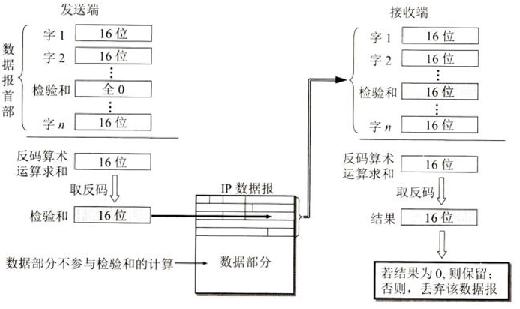 发送端
数据报首部
字 1 16 位
字 2 16 位
⋮
检验和 全 0
⋮
字 n 16 位
反码算术运算求和 16 位
取反码
检验和 16 位
数据部分不参与检验和的计算
IP 数据报
数据部分
接收端
字 1 16 位
字 2 16 位
⋮
检验和 16 位
⋮
字 n 16 位
反码算术运算求和 16 位
取反码
结果 16 位
若结果为 0, 则保留;
否则, 丢弃该数据报